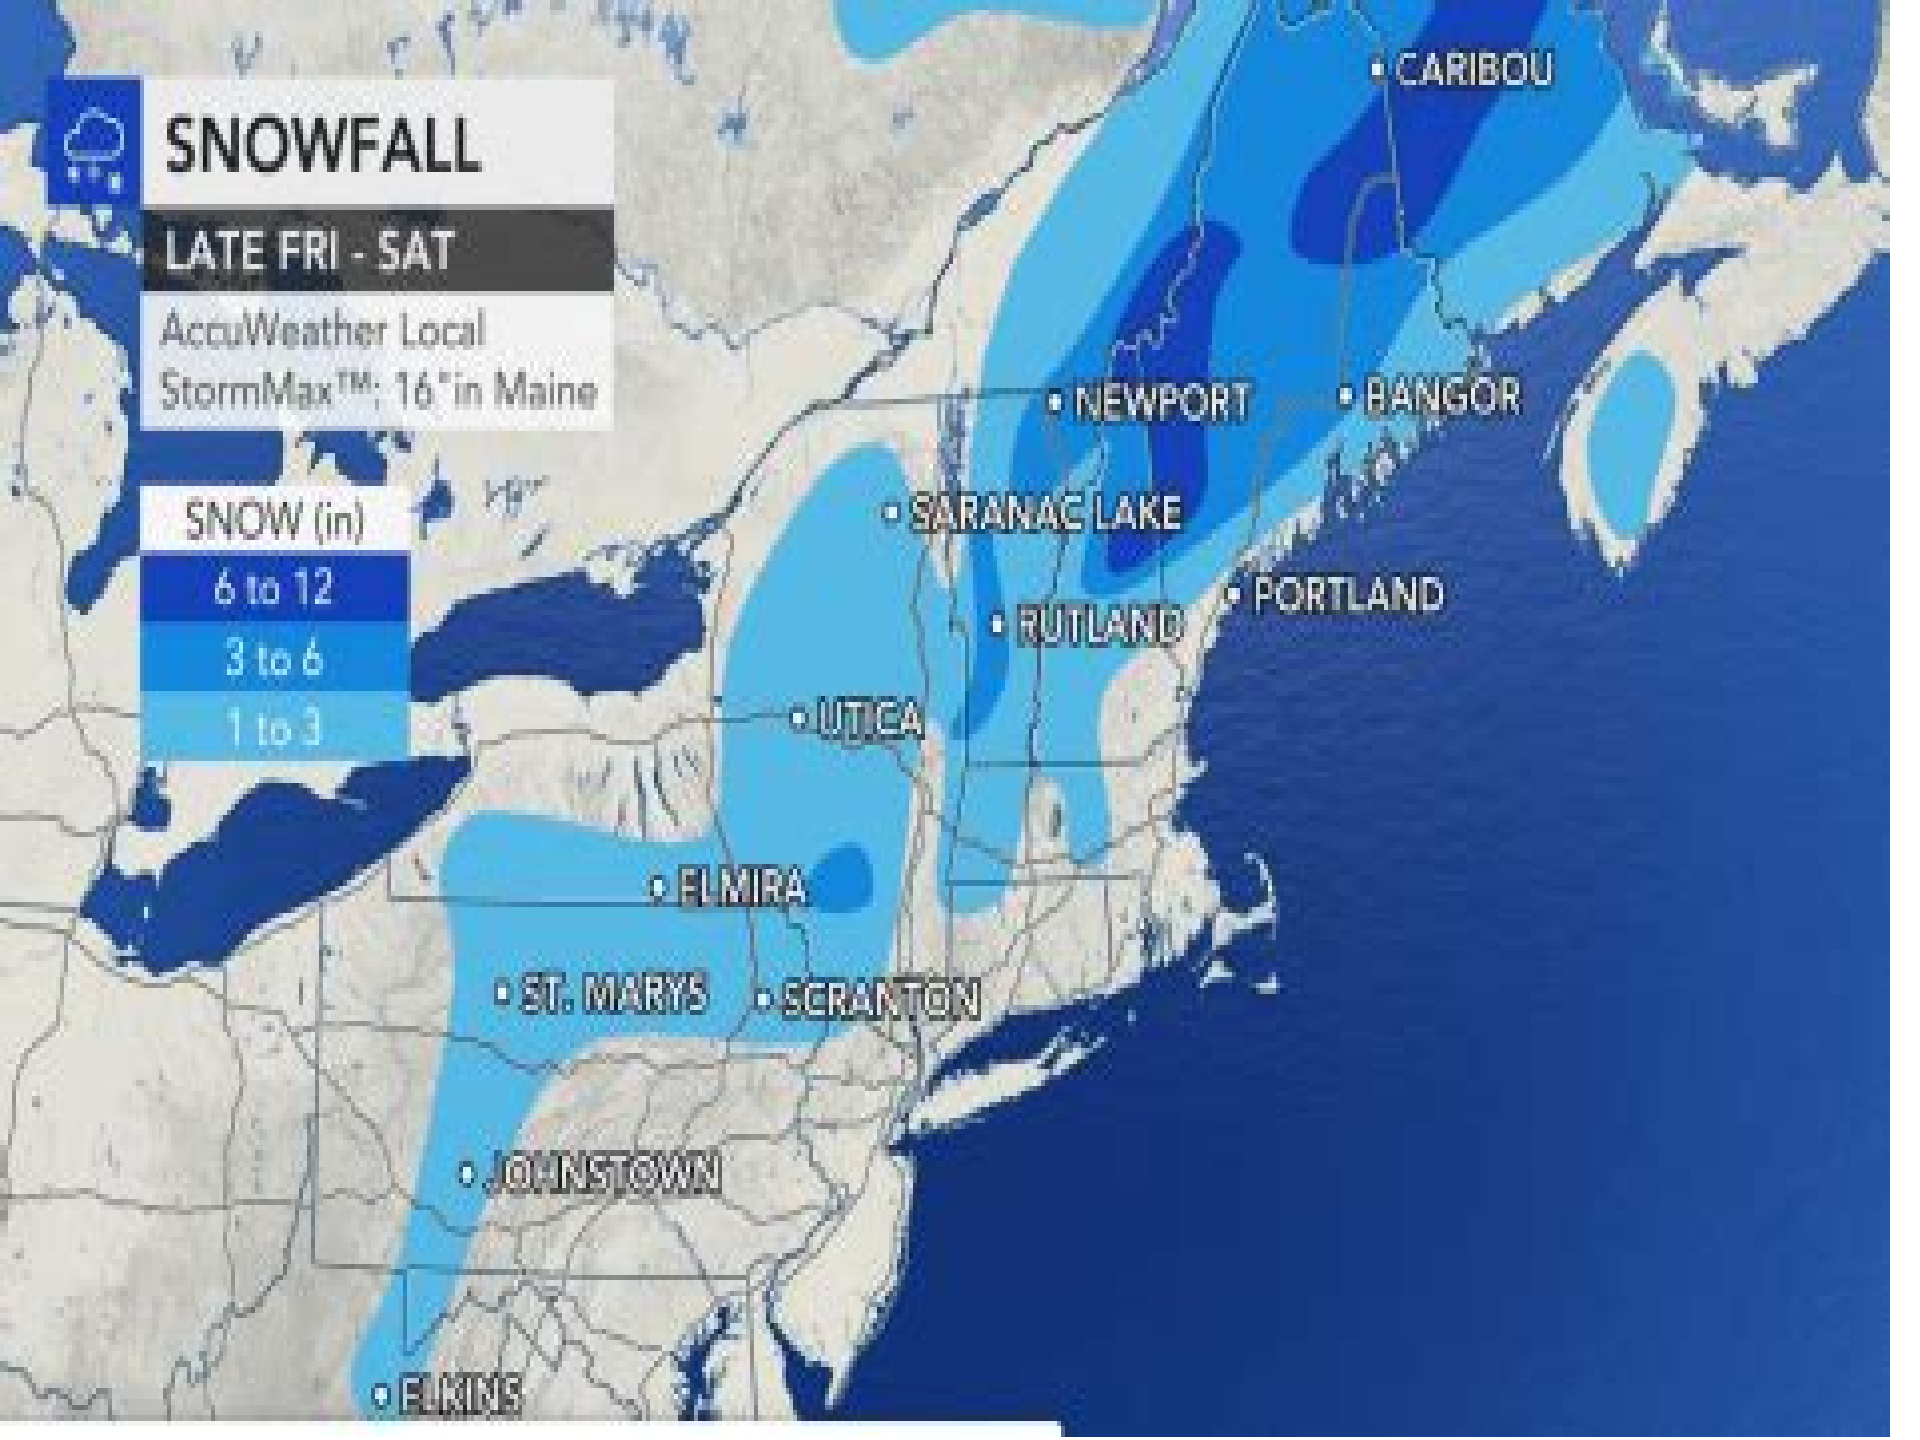 SNOWFALL
LATE FRI - SAT
AccuWeather Local
StormMax™; 16"in Maine
SNOW (in)
6 to 12
3 to 6
1 to 3
CARIBOU
NEWPORT
BANGOR
SARANAC LAKE
PORTLAND
RUTLAND
UTICA
ELMIRA
ST. MARYS
SCRANTON
JOHNSTOWN
ELKINS